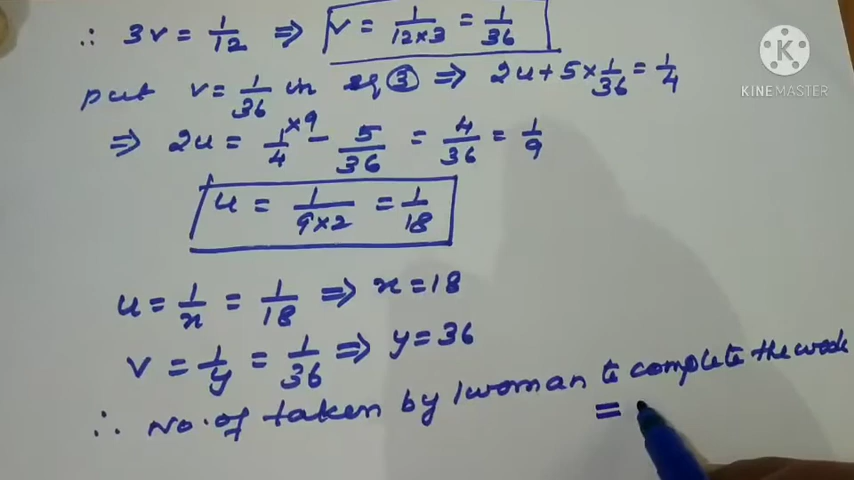 ∴ 3v = 1/12 ⇒ v = 1/(12×3) = 1/36
put v = 1/36 in eq ③ ⇒ 2u + 5 × 1/36 = 1/4
⇒ 2u = 1/4 ×9 − 5/36 = 4/36 = 1/9
u = 1/(9×2) = 1/18
u = 1/x = 1/18 ⇒ x = 18
v = 1/y = 1/36 ⇒ y = 36
∴ No. of taken by 1 woman to complete the work
=
K
KINEMASTER